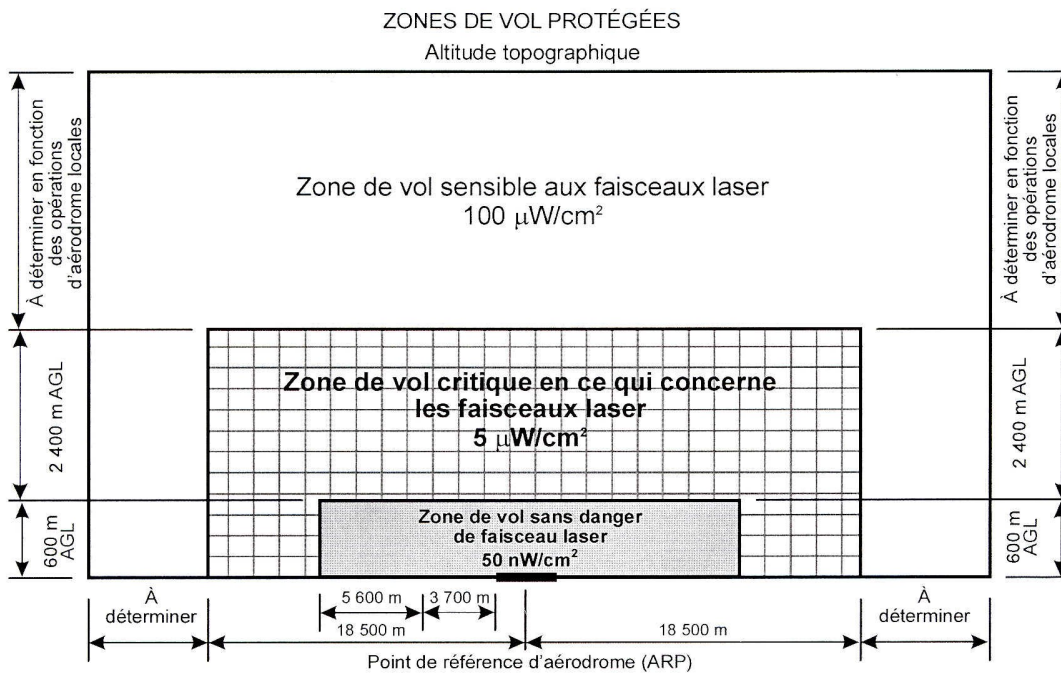 ZONES DE VOL PROTÉGÉES
Altitude topographique
À déterminer en fonction
des opérations
d'aérodrome locales
Zone de vol sensible aux faisceaux laser
100 μW/cm²
À déterminer en fonction
des opérations
d'aérodrome locales
2 400 m AGL
Zone de vol critique en ce qui concerne
les faisceaux laser
5 μW/cm²
2 400 m AGL
600 m
AGL
Zone de vol sans danger
de faisceau laser
50 nW/cm²
600 m
AGL
À
déterminer
5 600 m
3 700 m
18 500 m
18 500 m
À
déterminer
Point de référence d'aérodrome (ARP)